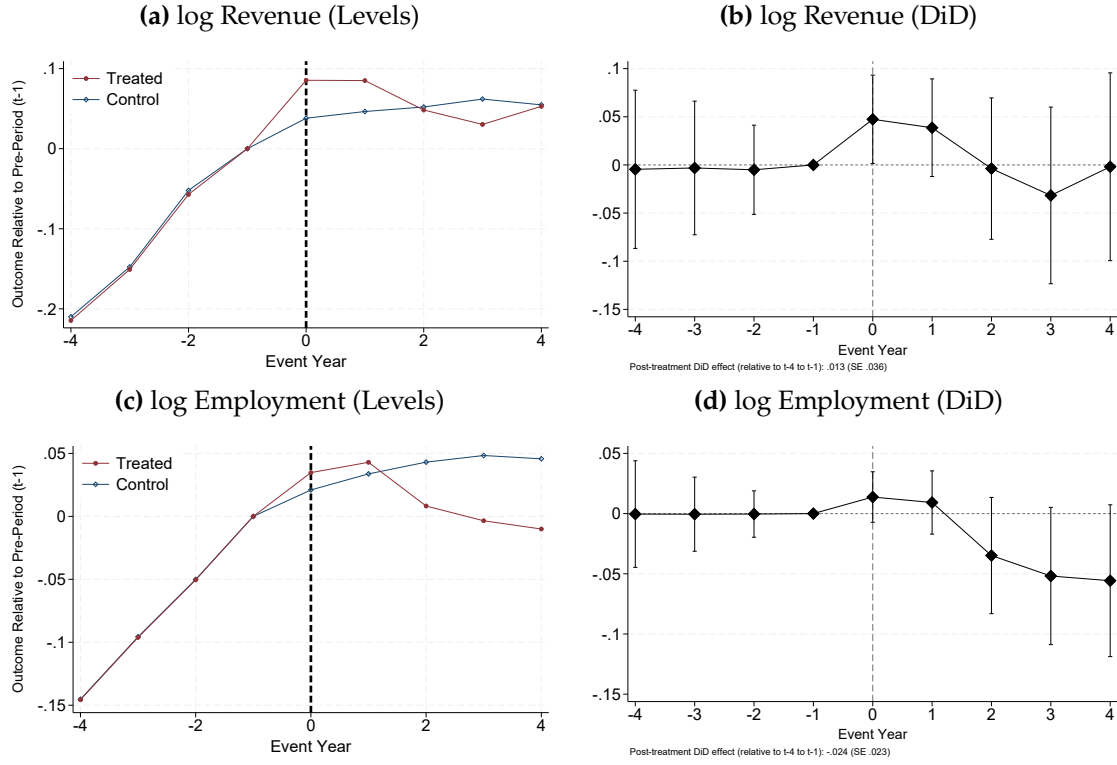 (a) log Revenue (Levels)
Outcome Relative to Pre-Period (t-1)
.1
0
-.1
-.2
Treated
Control
-4 -2 0 2 4
Event Year
(b) log Revenue (DiD)
.1
.05
0
-.05
-.1
-.15
-4 -3 -2 -1 0 1 2 3 4
Event Year
Post-treatment DiD effect (relative to t-4 to t-1): .013 (SE .036)
(c) log Employment (Levels)
Outcome Relative to Pre-Period (t-1)
.05
0
-.05
-.1
-.15
Treated
Control
-4 -2 0 2 4
Event Year
(d) log Employment (DiD)
.05
0
-.05
-.1
-.15
-4 -3 -2 -1 0 1 2 3 4
Event Year
Post-treatment DiD effect (relative to t-4 to t-1): -.024 (SE .023)